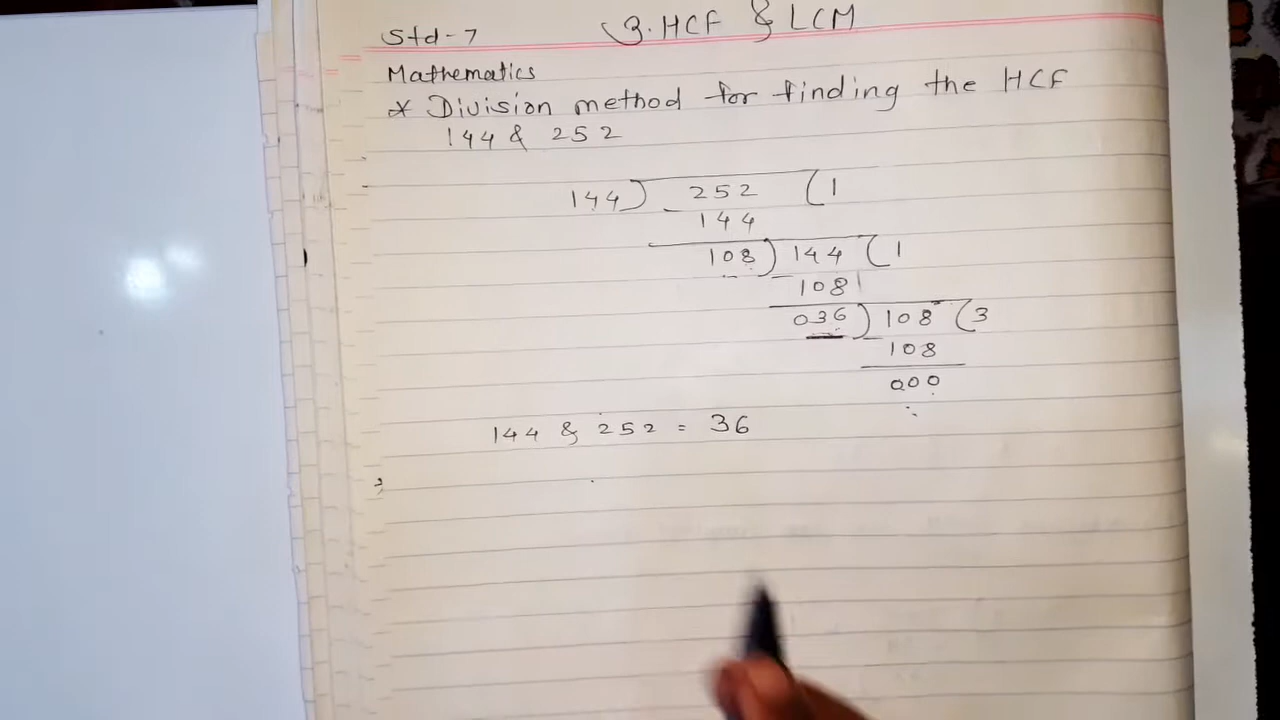 Std-7 3. HCF & LCM
Mathematics
* Division method for finding the HCF
144 & 252
144) 252 (1
144
108) 144 (1
108
036) 108 (3
108
000
144 & 252 = 36